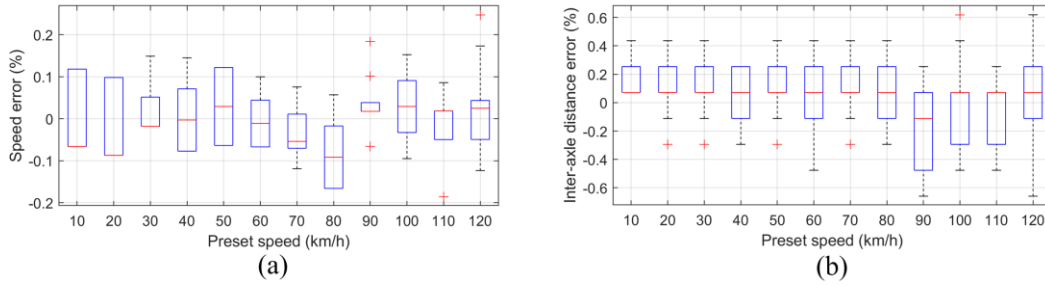 Speed error (%)
0.2
0.1
0
-0.1
-0.2
10 20 30 40 50 60 70 80 90 100 110 120
Preset speed (km/h)
(a)
Inter-axle distance error (%)
0.6
0.4
0.2
0
-0.2
-0.4
-0.6
10 20 30 40 50 60 70 80 90 100 110 120
Preset speed (km/h)
(b)